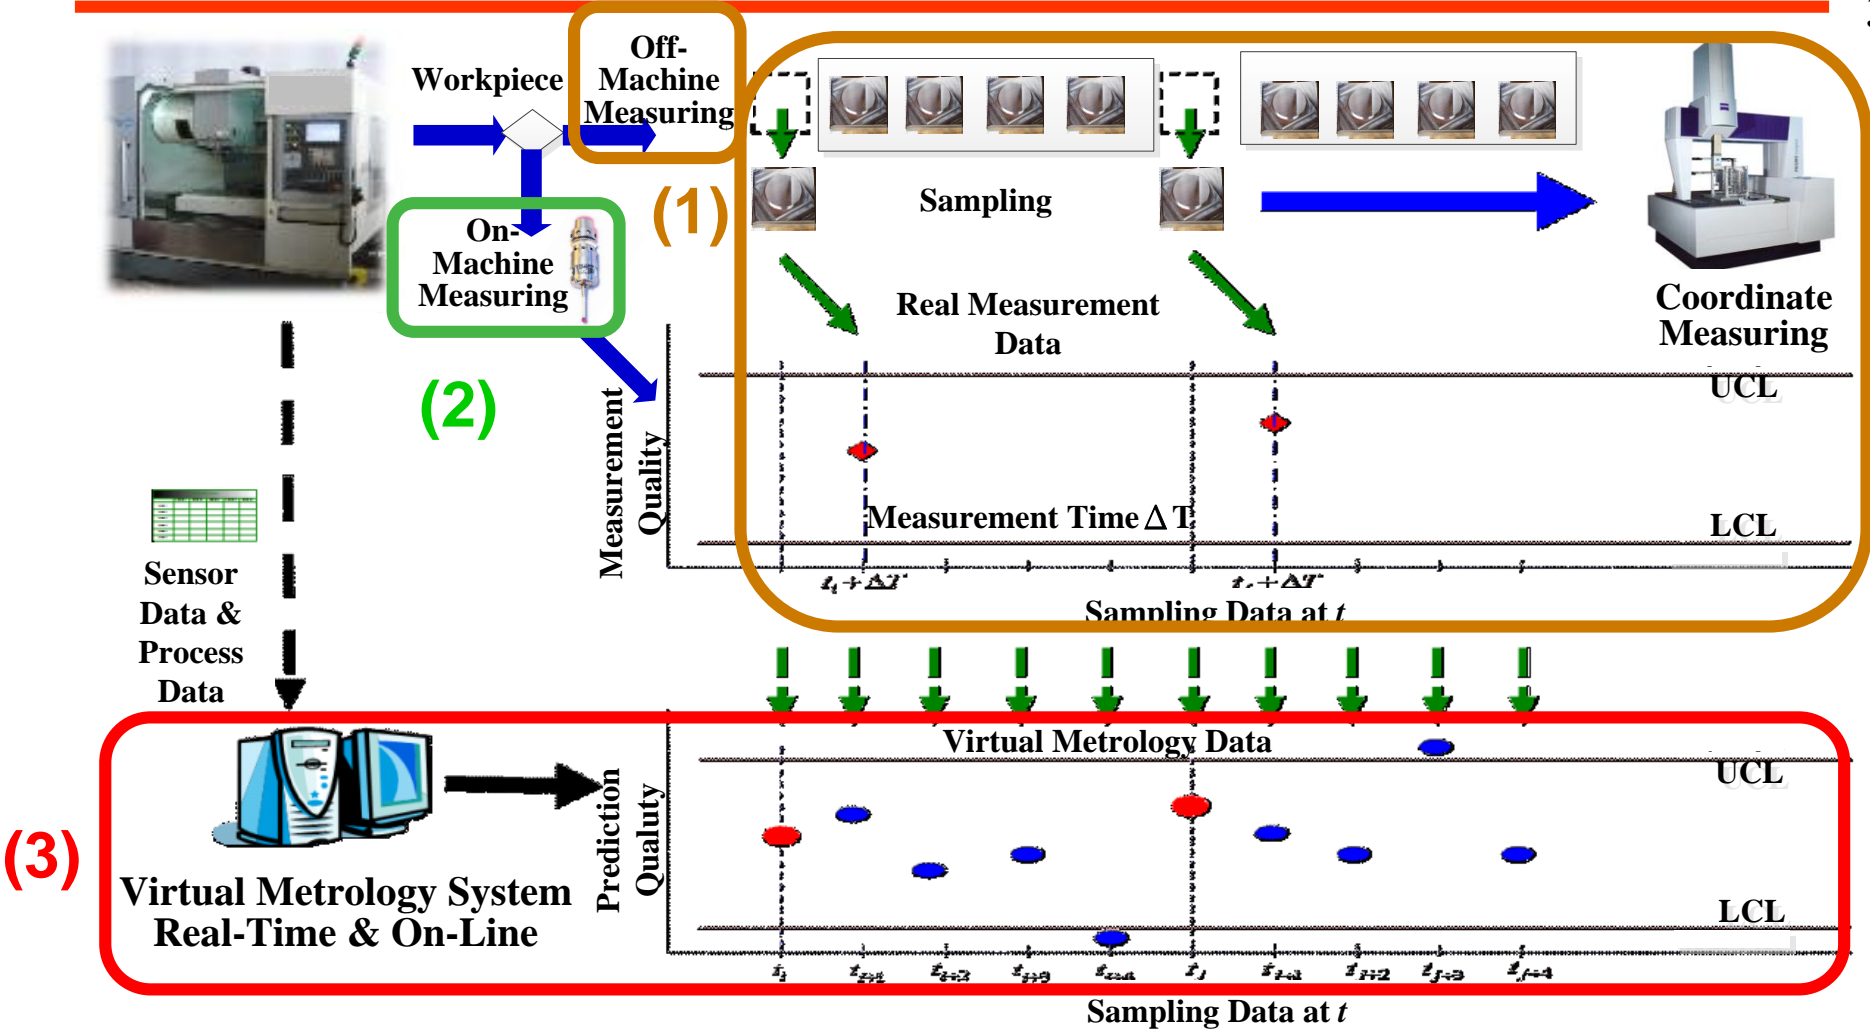 Workpiece
Off-
Machine
Measuring
(1)
Sampling
On-
Machine
Measuring
(2)
Real Measurement
Data
Coordinate
Measuring
UCL
Measurement
Quality
Measurement Time Δ T
LCL
Sampling Data at t
Sensor
Data &
Process
Data
(3)
Virtual Metrology System
Real-Time & On-Line
Virtual Metrology Data
UCL
Prediction
Qualuty
LCL
Sampling Data at t